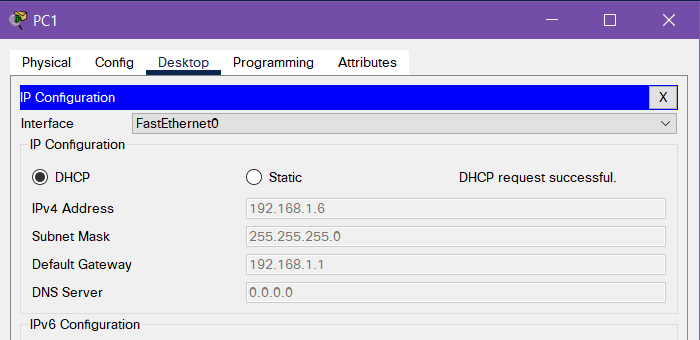 PC1
Physical Config Desktop Programming Attributes
IP Configuration X
Interface FastEthernet0
IP Configuration
DHCP Static DHCP request successful.
IPv4 Address 192.168.1.6
Subnet Mask 255.255.255.0
Default Gateway 192.168.1.1
DNS Server 0.0.0.0
IPv6 Configuration